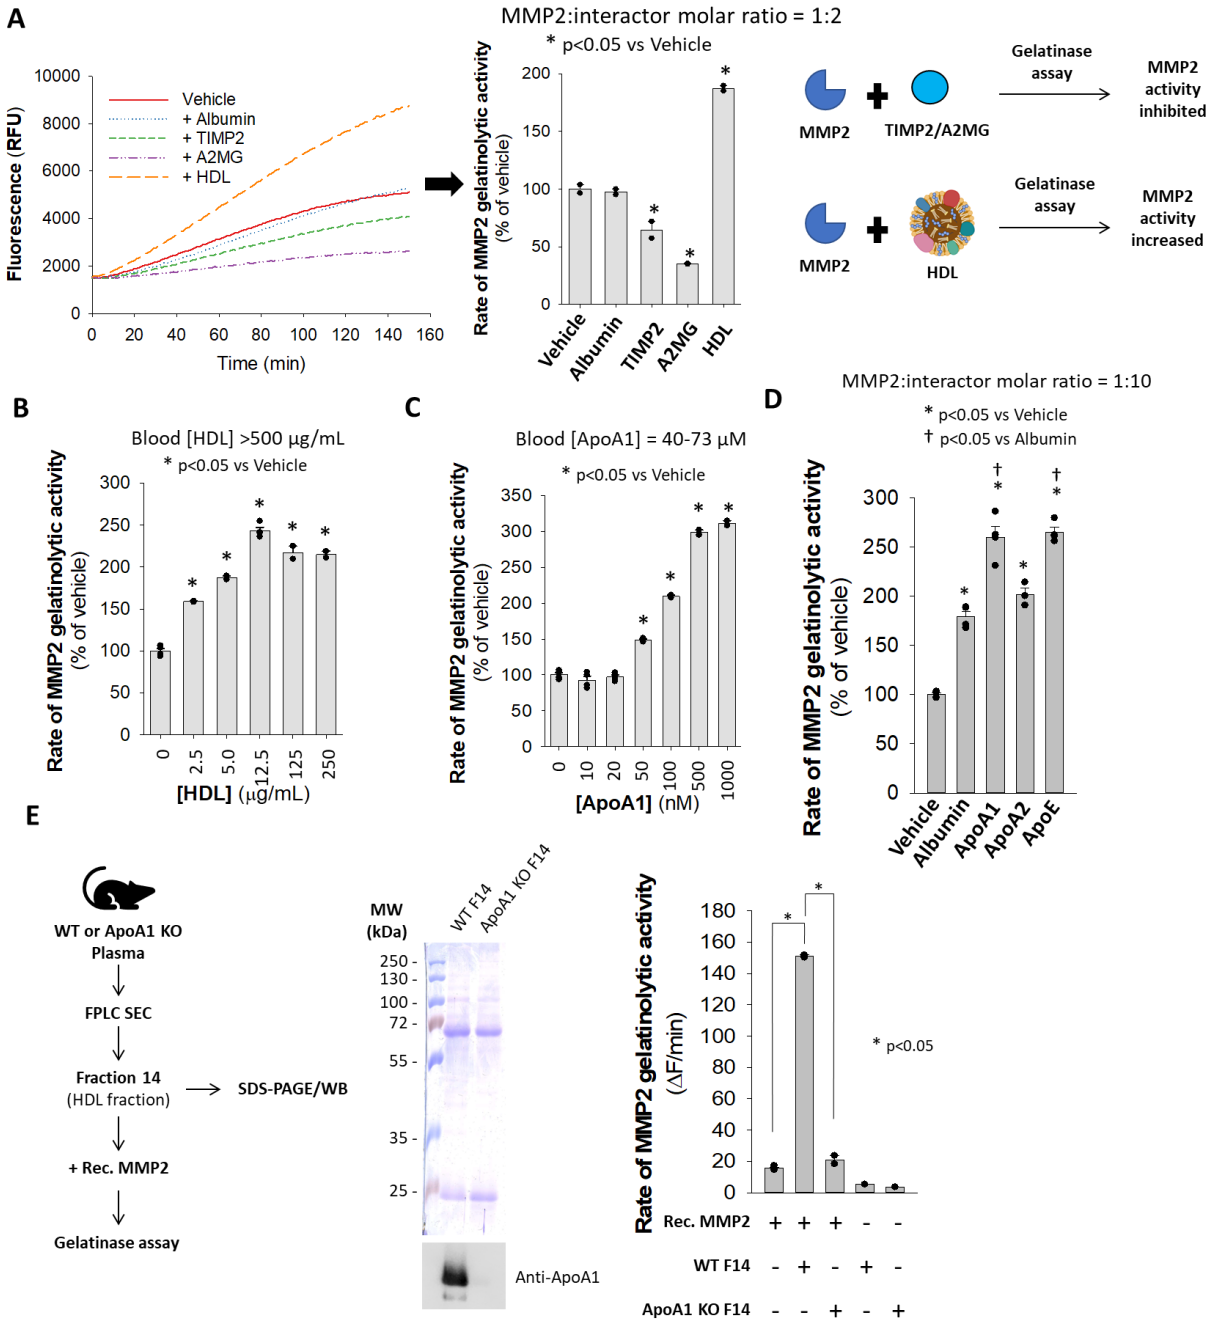 A
MMP2:interactor molar ratio = 1:2
* p<0.05 vs Vehicle
Fluorescence (RFU)
10000
8000
6000
4000
2000
0
0 20 40 60 80 100 120 140 160
Time (min)
Vehicle
+ Albumin
+ TIMP2
+ A2MG
+ HDL
Rate of MMP2 gelatinolytic activity
(% of vehicle)
200
150
100
50
0
* * * *
Vehicle
Albumin
TIMP2
A2MG
HDL
MMP2
+
TIMP2/A2MG
Gelatinase
assay
MMP2
activity
inhibited
MMP2
+
HDL
Gelatinase
assay
MMP2
activity
increased
B
Blood [HDL] >500 µg/mL
* p<0.05 vs Vehicle
Rate of MMP2 gelatinolytic activity
(% of vehicle)
300
250
200
150
100
50
0
* * * * *
0 2.5 5.0 12.5 125 250
[HDL] (µg/mL)
C
Blood [ApoA1] = 40-73 µM
* p<0.05 vs Vehicle
Rate of MMP2 gelatinolytic activity
(% of vehicle)
350
300
250
200
150
100
50
0
* * * *
0 10 20 50 100 500 1000
[ApoA1] (nM)
D
MMP2:interactor molar ratio = 1:10
* p<0.05 vs Vehicle
† p<0.05 vs Albumin
Rate of MMP2 gelatinolytic activity
(% of vehicle)
300
250
200
150
100
50
0
† †
* * * *
Vehicle
Albumin
ApoA1
ApoA2
ApoE
E
WT or ApoA1 KO
Plasma
FPLC SEC
Fraction 14
(HDL fraction)
SDS-PAGE/WB
+ Rec. MMP2
Gelatinase assay
MW
(kDa)
WT F14
ApoA1 KO F14
250 -
130 -
100 -
72 -
55 -
35 -
25 -
Anti-ApoA1
Rate of MMP2 gelatinolytic activity
(ΔF/min)
180
160
140
120
100
80
60
40
20
0
* *
* p<0.05
Rec. MMP2 + + + - -
WT F14 - + - + -
ApoA1 KO F14 - - + - +